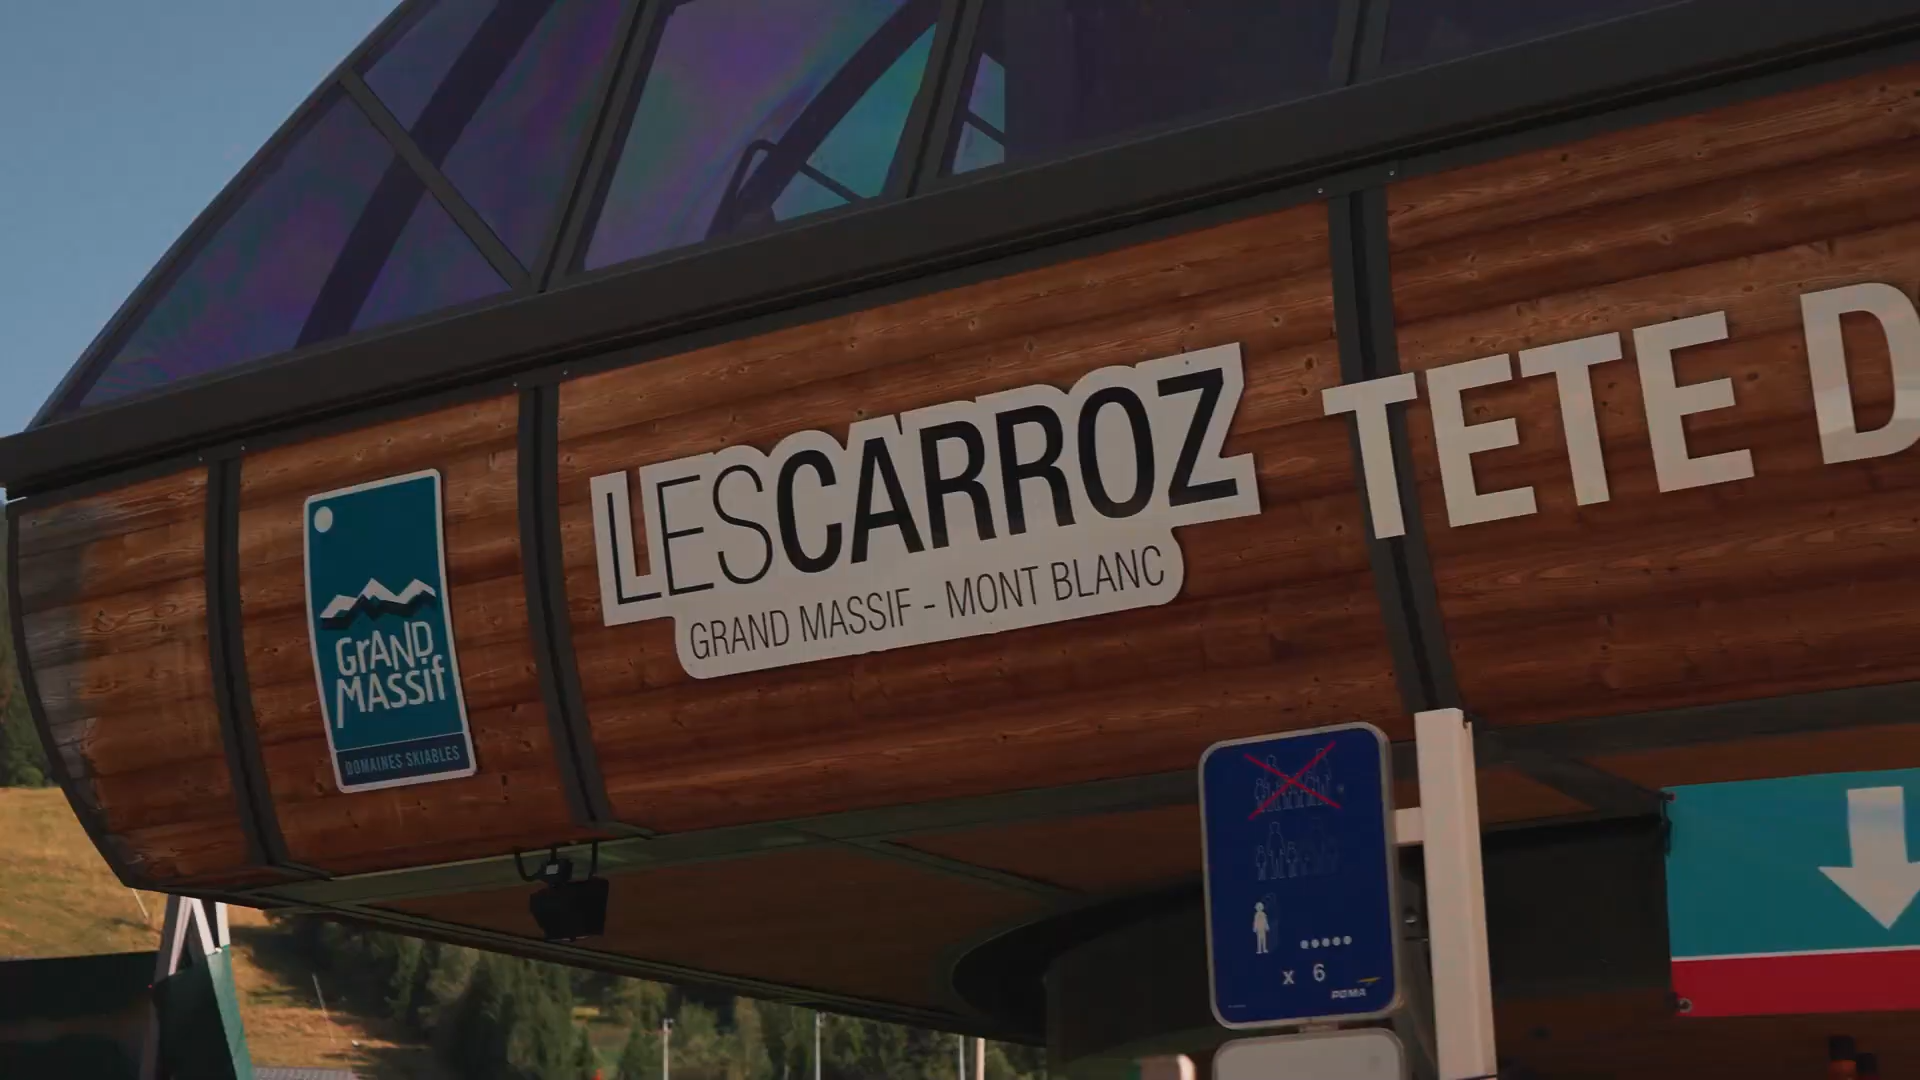 LESCARROZ
GRAND MASSIF - MONT BLANC
TETE D
GrAND
MASSif
DOMAINES SKIABLES
x 6
POMA